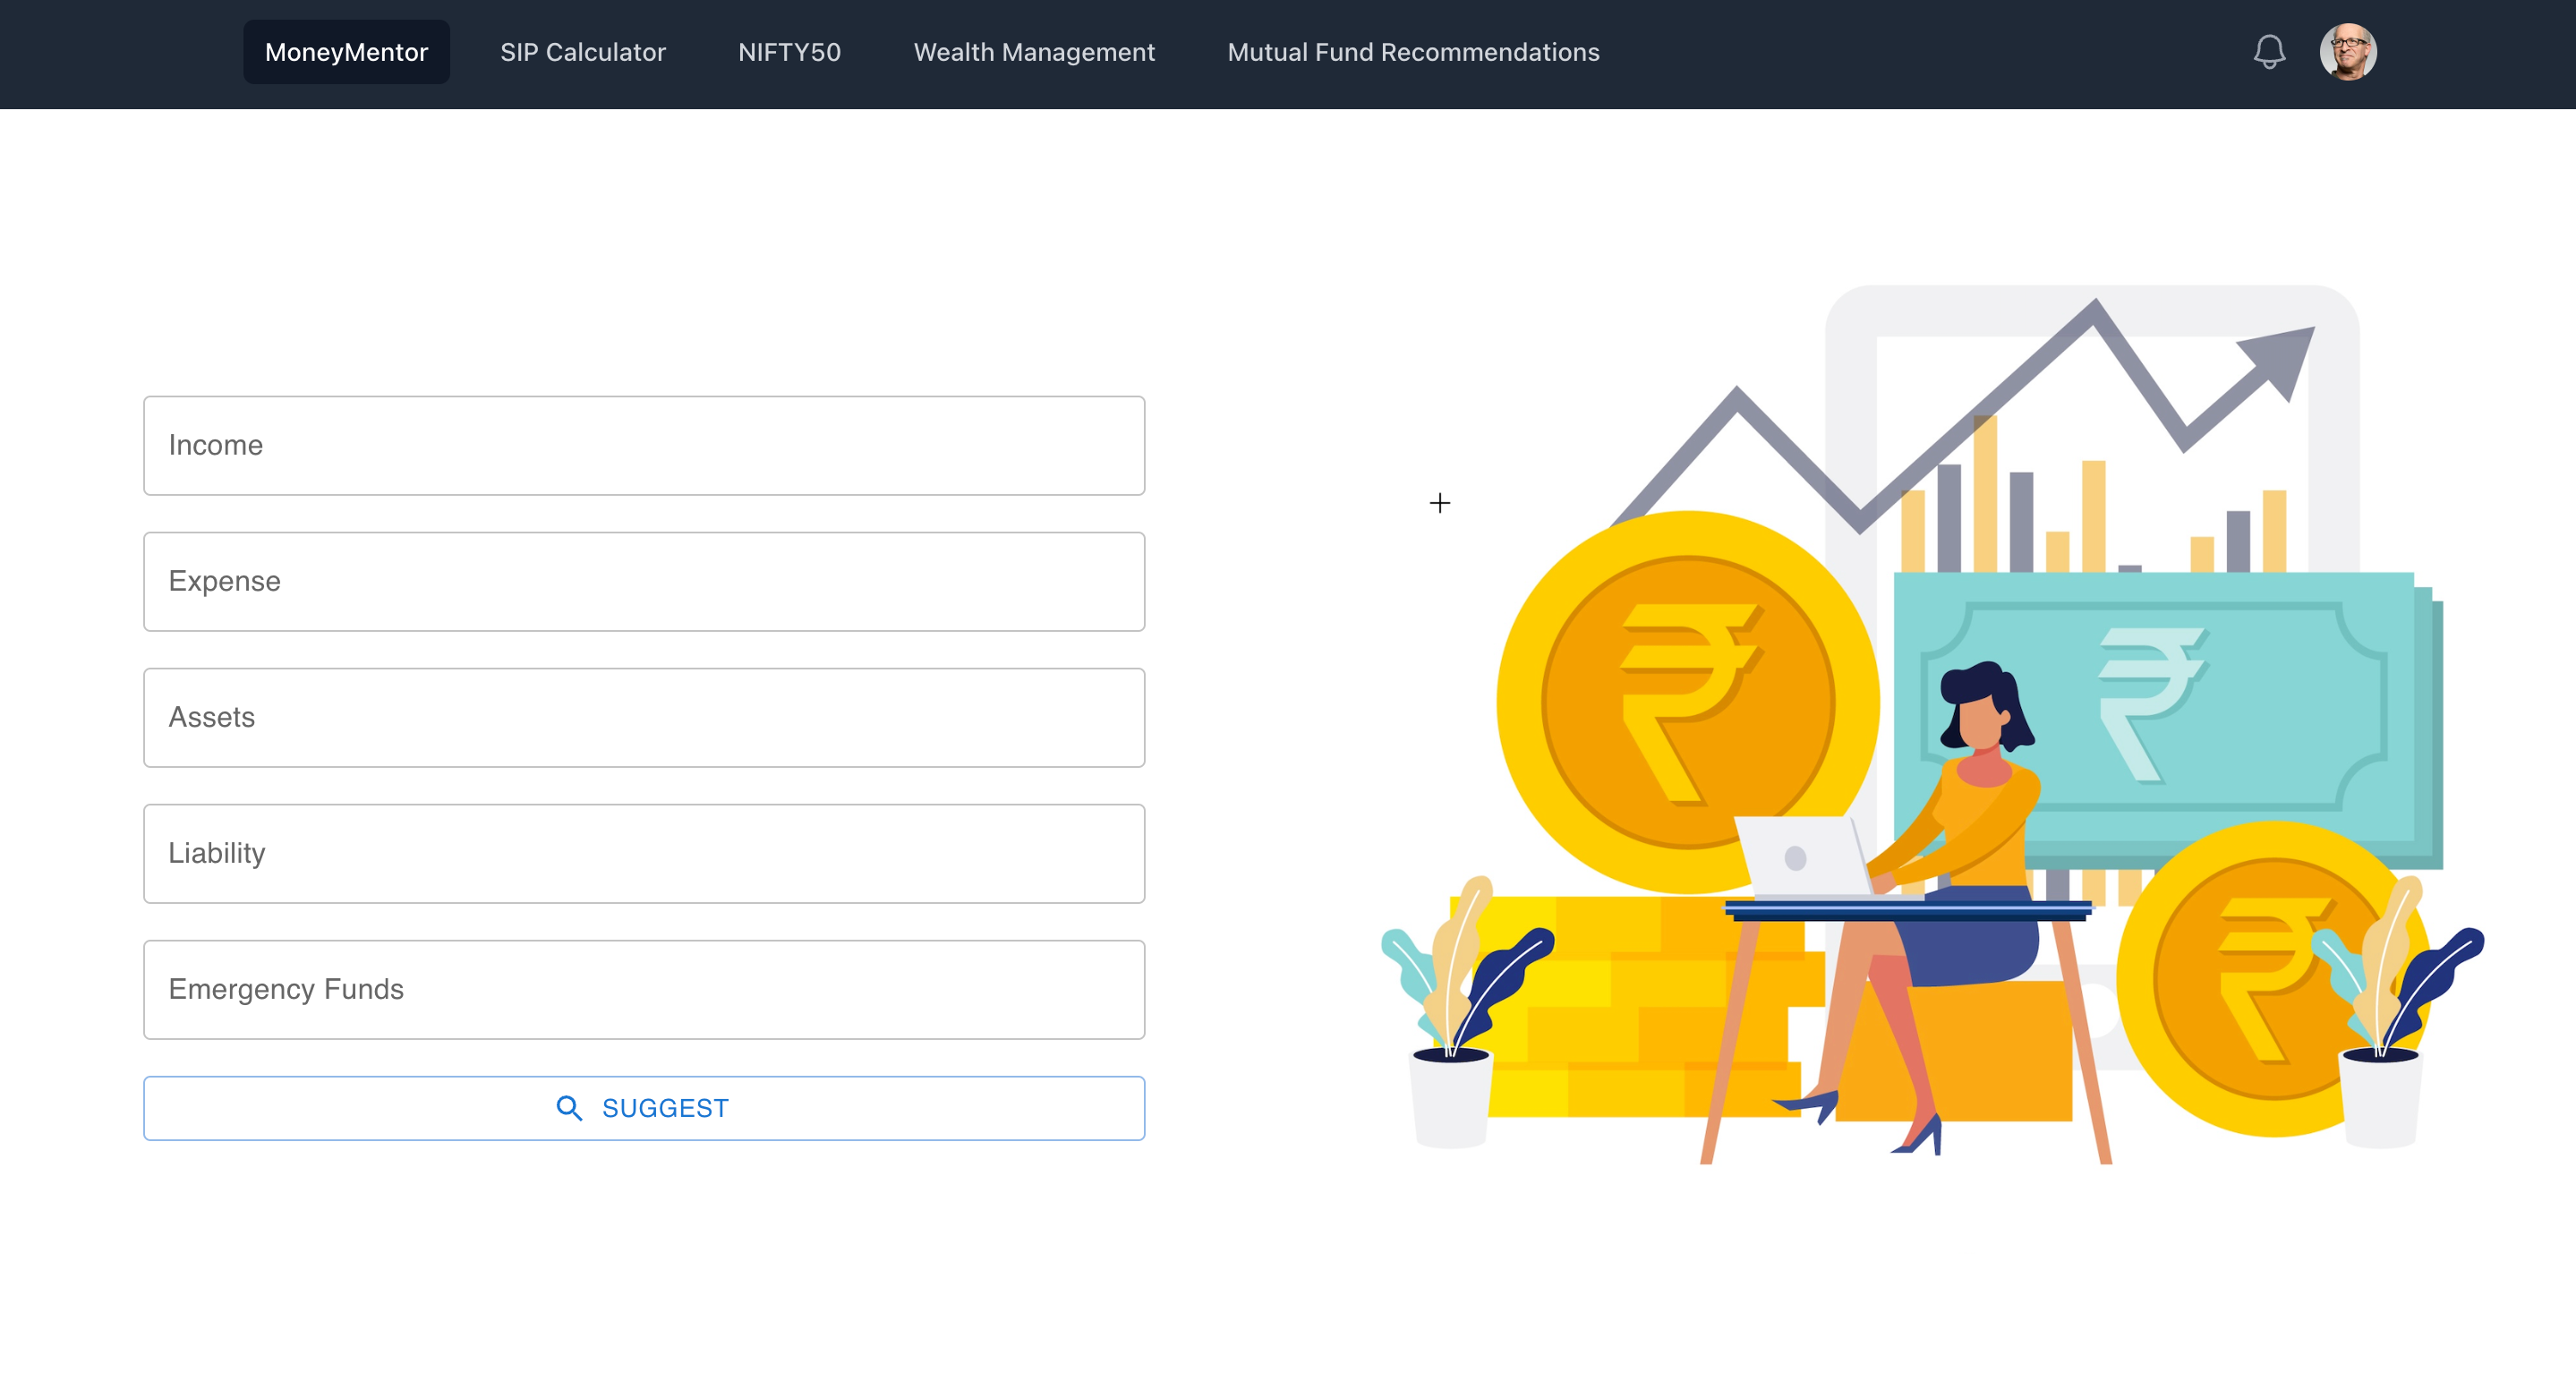 MoneyMentor SIP Calculator NIFTY50 Wealth Management Mutual Fund Recommendations
Income
Expense
Assets
Liability
Emergency Funds
SUGGEST
₹
₹
₹